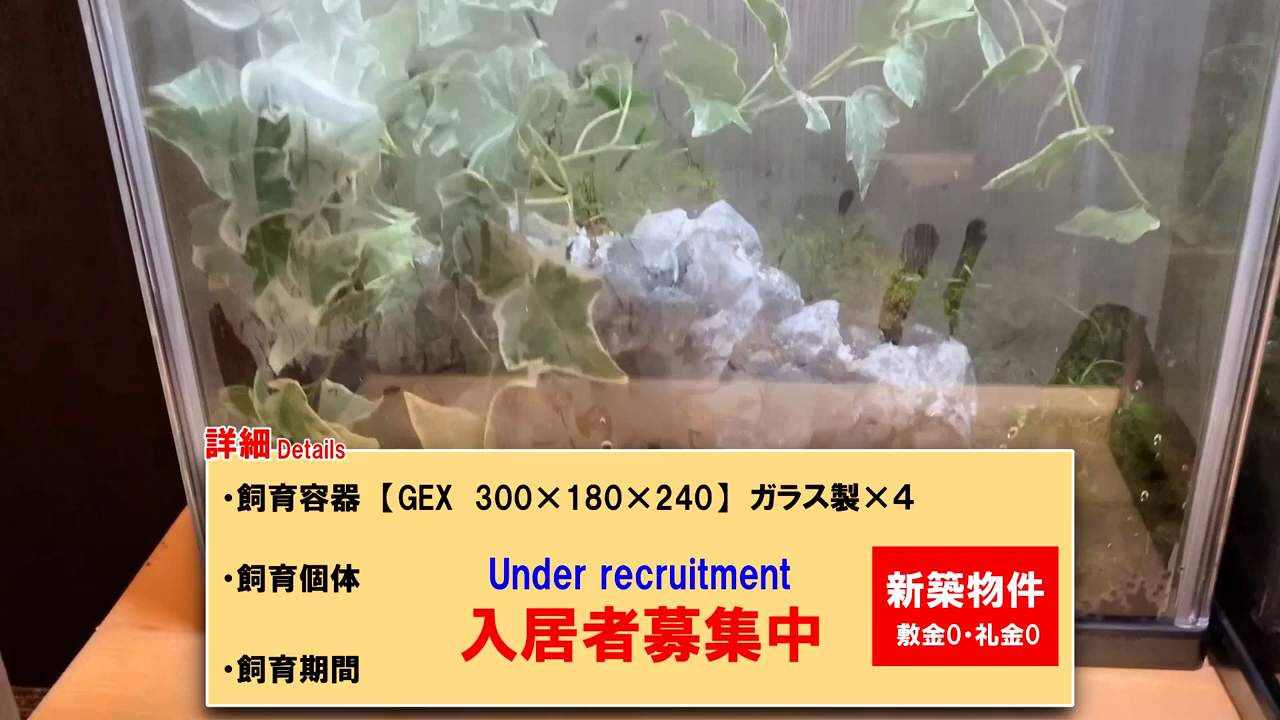 詳細 Details
・飼育容器 【GEX 300×180×240】 ガラス製×4
・飼育個体
Under recruitment
入居者募集中
新築物件
敷金0・礼金0
・飼育期間